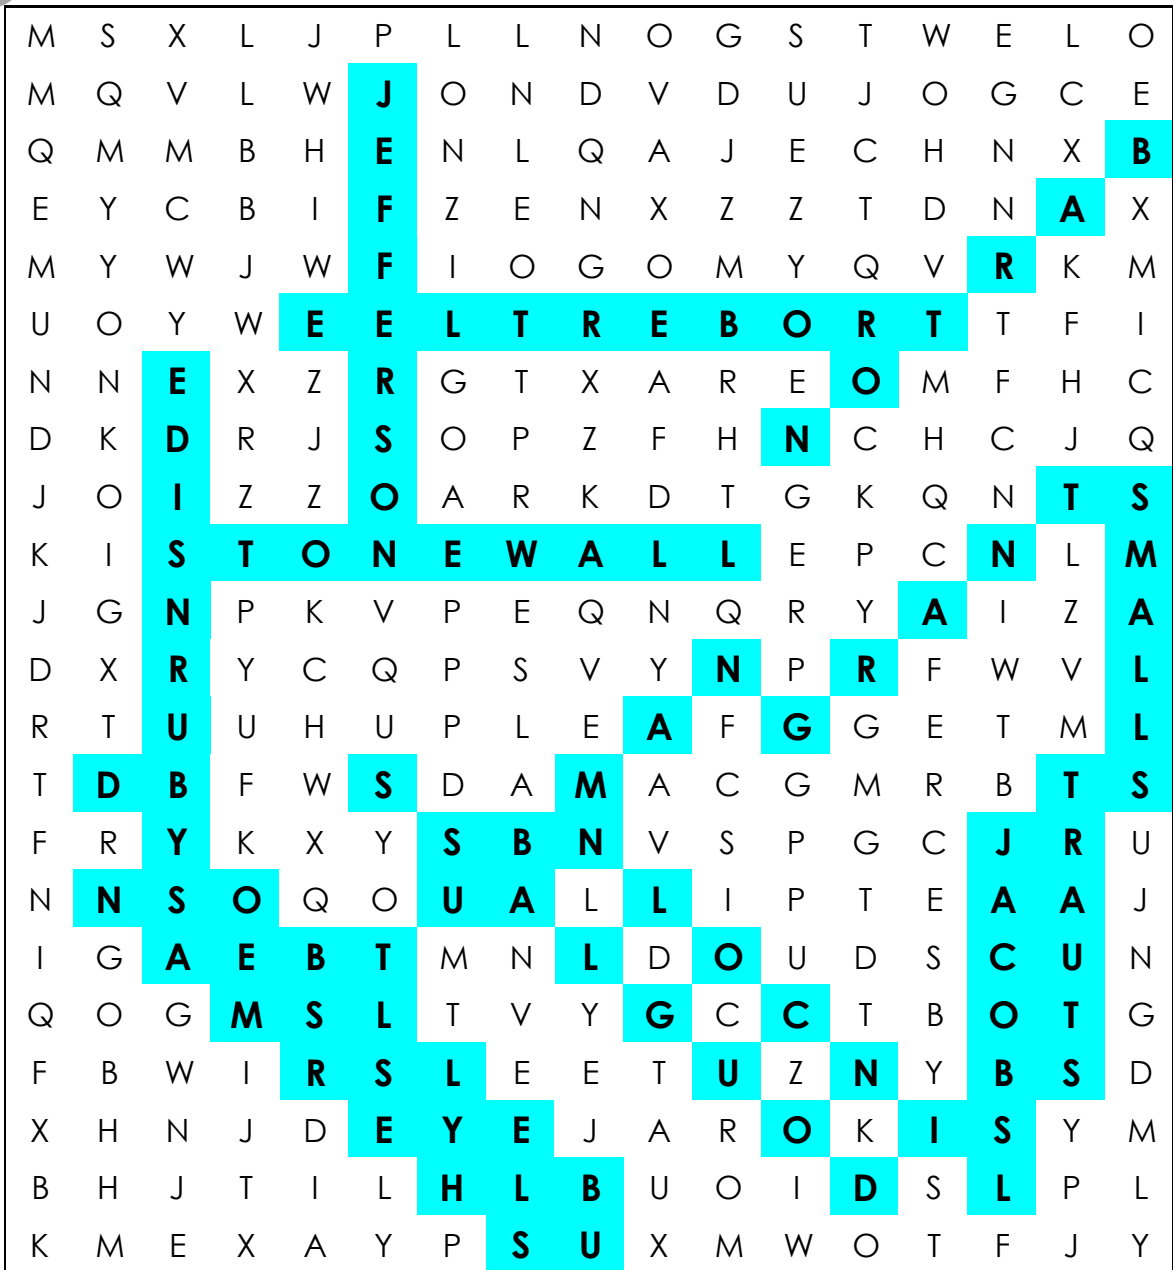 M S X L J P L L N O G S T W E L O
M Q V L W J O N D V D U J O G C E
Q M M B H E N L Q A J E C H N X B
E Y C B I F Z E N X Z Z T D N A X
M Y W J W F I O G O M Y Q V R K M
U O Y W E E L T R E B O R T T F I
N N E X Z R G T X A R E O M F H C
D K D R J S O P Z F H N C H C J Q
J O I Z Z O A R K D T G K Q N T S
K I S T O N E W A L L E P C N L M
J G N P K V P E Q N Q R Y A I Z A
D X R Y C Q P S V Y N P R F W V L
R T U U H U P L E A F G G E T M L
T D B F W S D A M A C G M R B T S
F R Y K X Y S B N V S P G C J R U
N N S O Q O U A L L I P T E A A J
I G A E B T M N L D O U D S C U N
Q O G M S L T V Y G C C T B O T G
F B W I R S L E E T U Z N Y B S D
X H N J D E Y E J A R O K I S Y M
B H J T I L H L B U O I D S L P L
K M E X A Y P S U X M W O T F J Y